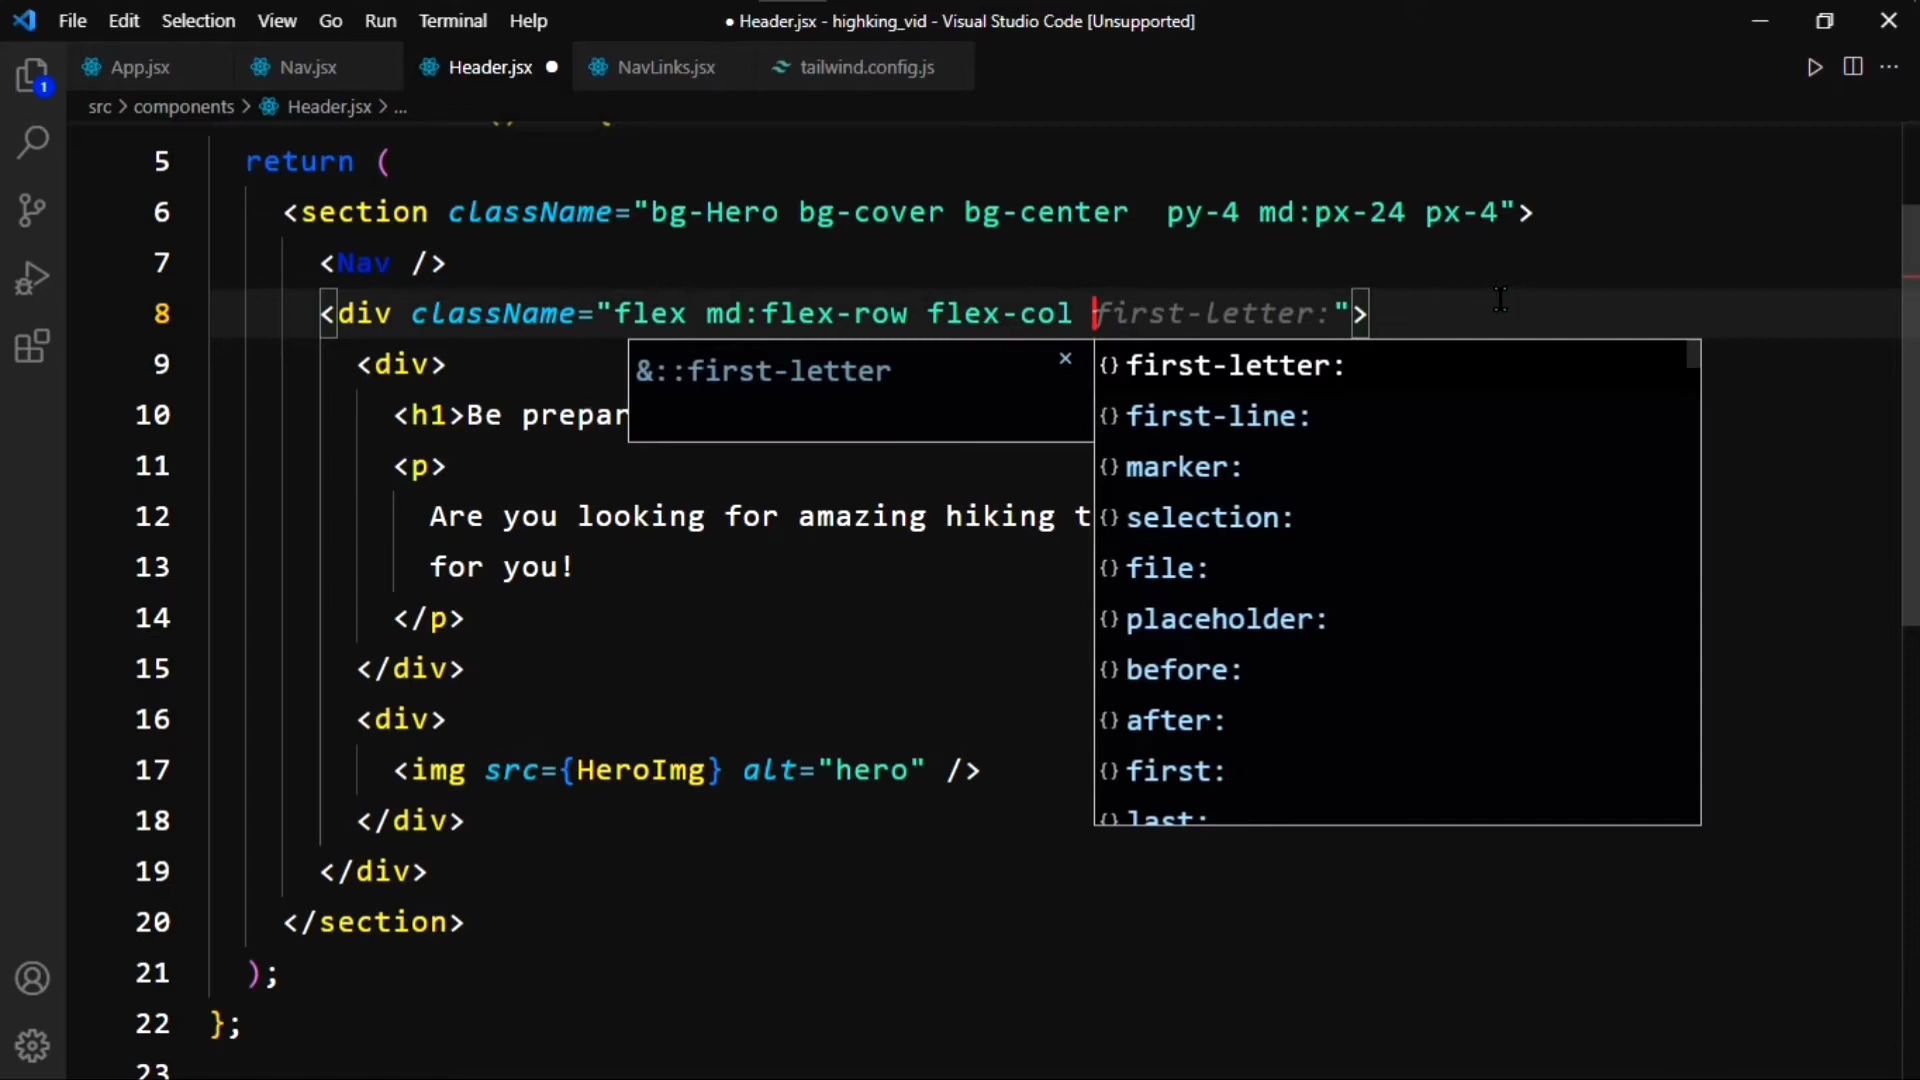 File Edit Selection View Go Run Terminal Help ● Header.jsx - highking_vid - Visual Studio Code [Unsupported]
App.jsx Nav.jsx Header.jsx ● NavLinks.jsx tailwind.config.js
1
src > components > Header.jsx > ...
5 return (
6 <section className="bg-Hero bg-cover bg-center  py-4 md:px-24 px-4">
7 <Nav />
8 <div className="flex md:flex-row flex-col first-letter:">
9 <div>
&::first-letter ×
{} first-letter:
10 <h1>Be prepar
{} first-line:
11 <p>
{} marker:
12 Are you looking for amazing hiking t
{} selection:
13 for you!
{} file:
14 </p>
{} placeholder:
15 </div>
{} before:
16 <div>
{} after:
17 <img src={HeroImg} alt="hero" />
{} first:
18 </div>
{} last:
19 </div>
20 </section>
21 );
22 };
23